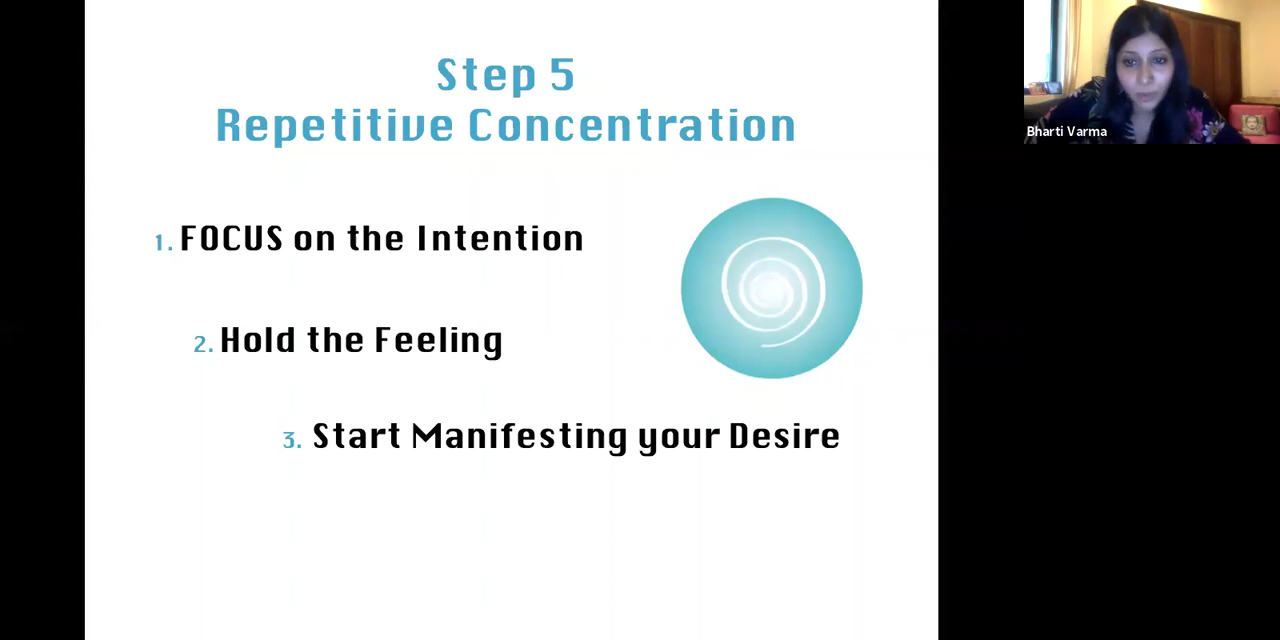 Step 5
Repetitive Concentration
1. FOCUS on the Intention
2. Hold the Feeling
3. Start Manifesting your Desire
Bharti Varma